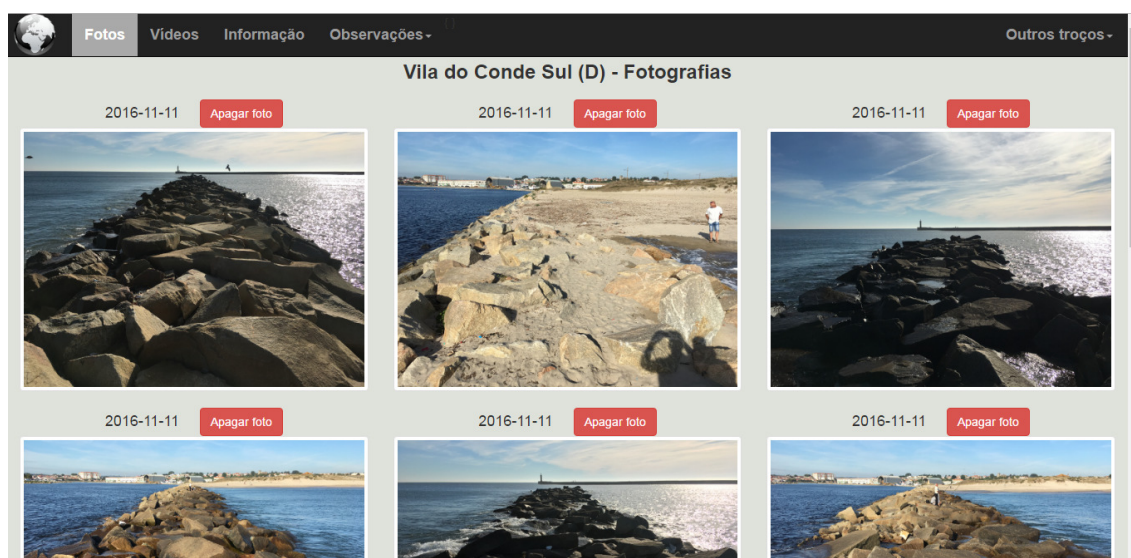 Fotos Vídeos Informação Observações Outros troços
Vila do Conde Sul (D) - Fotografias
2016-11-11 Apagar foto 2016-11-11 Apagar foto 2016-11-11 Apagar foto
2016-11-11 Apagar foto 2016-11-11 Apagar foto 2016-11-11 Apagar foto